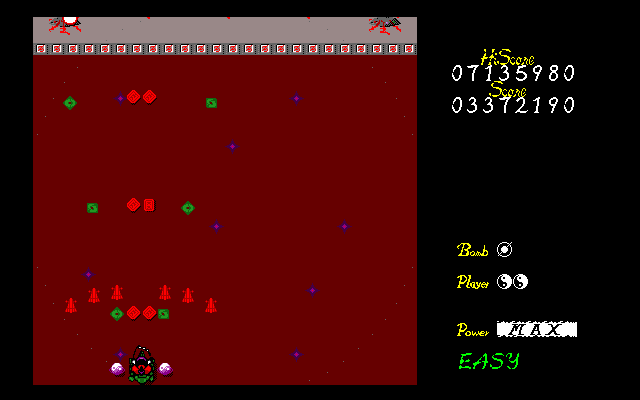 HiScore
07135980
Score
03372190
Bomb
Player
Power MAX
EASY